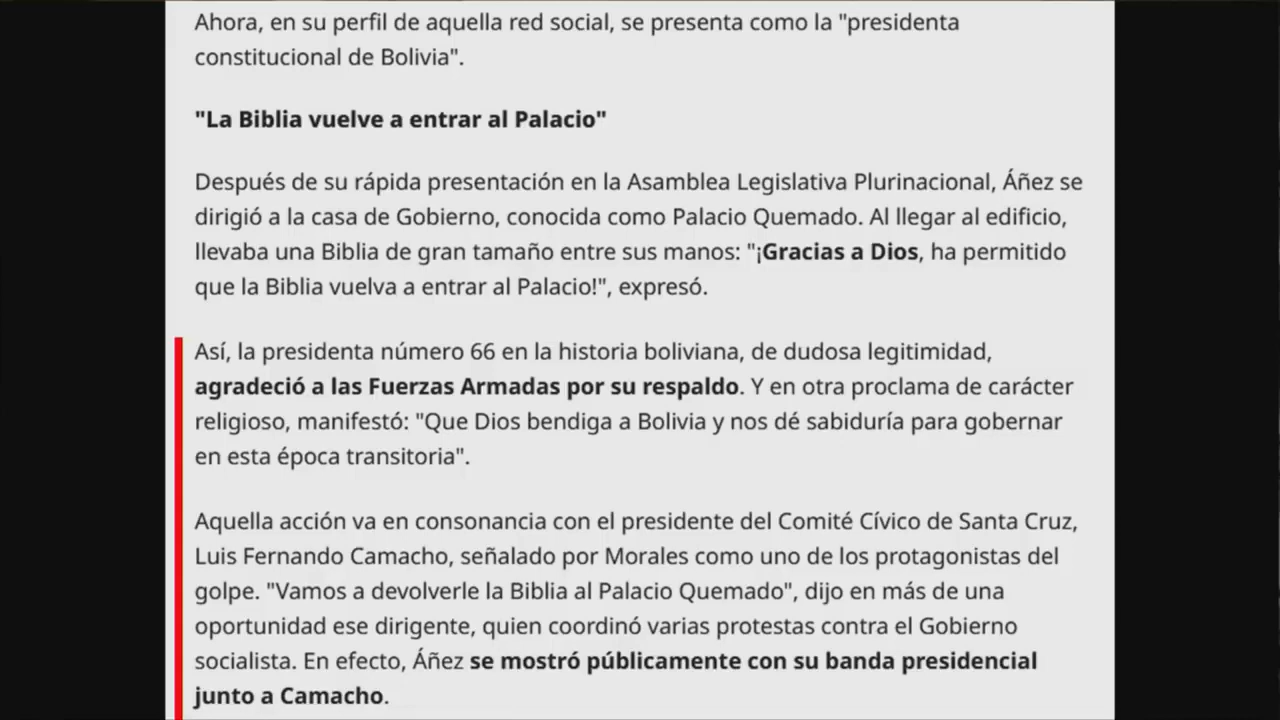 Ahora, en su perfil de aquella red social, se presenta como la "presidenta
constitucional de Bolivia".
"La Biblia vuelve a entrar al Palacio"
Después de su rápida presentación en la Asamblea Legislativa Plurinacional, Áñez se
dirigió a la casa de Gobierno, conocida como Palacio Quemado. Al llegar al edificio,
llevaba una Biblia de gran tamaño entre sus manos: "¡Gracias a Dios, ha permitido
que la Biblia vuelva a entrar al Palacio!", expresó.
Así, la presidenta número 66 en la historia boliviana, de dudosa legitimidad,
agradeció a las Fuerzas Armadas por su respaldo. Y en otra proclama de carácter
religioso, manifestó: "Que Dios bendiga a Bolivia y nos dé sabiduría para gobernar
en esta época transitoria".
Aquella acción va en consonancia con el presidente del Comité Cívico de Santa Cruz,
Luis Fernando Camacho, señalado por Morales como uno de los protagonistas del
golpe. "Vamos a devolverle la Biblia al Palacio Quemado", dijo en más de una
oportunidad ese dirigente, quien coordinó varias protestas contra el Gobierno
socialista. En efecto, Áñez se mostró públicamente con su banda presidencial
junto a Camacho.